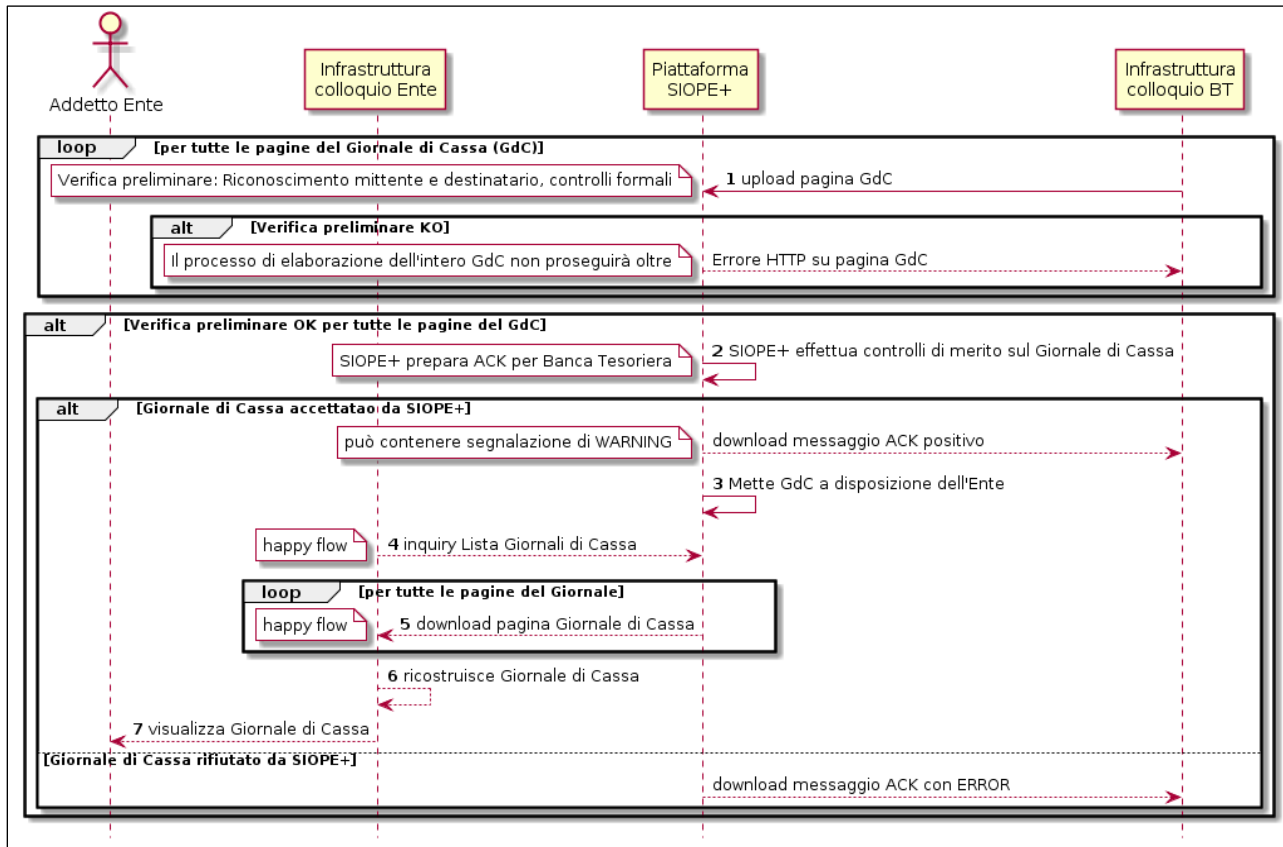 Addetto Ente
Infrastruttura
colloquio Ente
Piattaforma
SIOPE+
Infrastruttura
colloquio BT
loop [per tutte le pagine del Giornale di Cassa (GdC)]
Verifica preliminare: Riconoscimento mittente e destinatario, controlli formali
1 upload pagina GdC
alt [Verifica preliminare KO]
Il processo di elaborazione dell'intero GdC non proseguirà oltre
Errore HTTP su pagina GdC
alt [Verifica preliminare OK per tutte le pagine del GdC]
SIOPE+ prepara ACK per Banca Tesoriera
2 SIOPE+ effettua controlli di merito sul Giornale di Cassa
alt [Giornale di Cassa accettatao da SIOPE+]
può contenere segnalazione di WARNING
download messaggio ACK positivo
3 Mette GdC a disposizione dell'Ente
happy flow
4 inquiry Lista Giornali di Cassa
loop [per tutte le pagine del Giornale]
happy flow
5 download pagina Giornale di Cassa
6 ricostruisce Giornale di Cassa
7 visualizza Giornale di Cassa
[Giornale di Cassa rifiutato da SIOPE+]
download messaggio ACK con ERROR